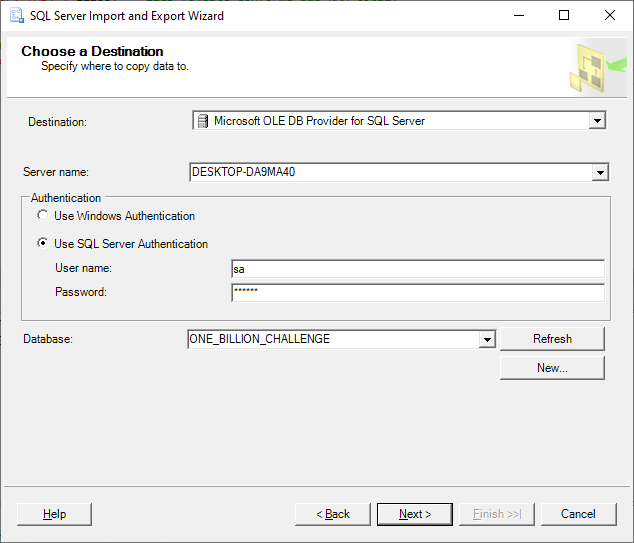 SQL Server Import and Export Wizard
Choose a Destination
Specify where to copy data to.
Destination: Microsoft OLE DB Provider for SQL Server
Server name: DESKTOP-DA9MA40
Authentication
Use Windows Authentication
Use SQL Server Authentication
User name: sa
Password: ******
Database: ONE_BILLION_CHALLENGE Refresh
New...
Help < Back Next > Finish >>| Cancel